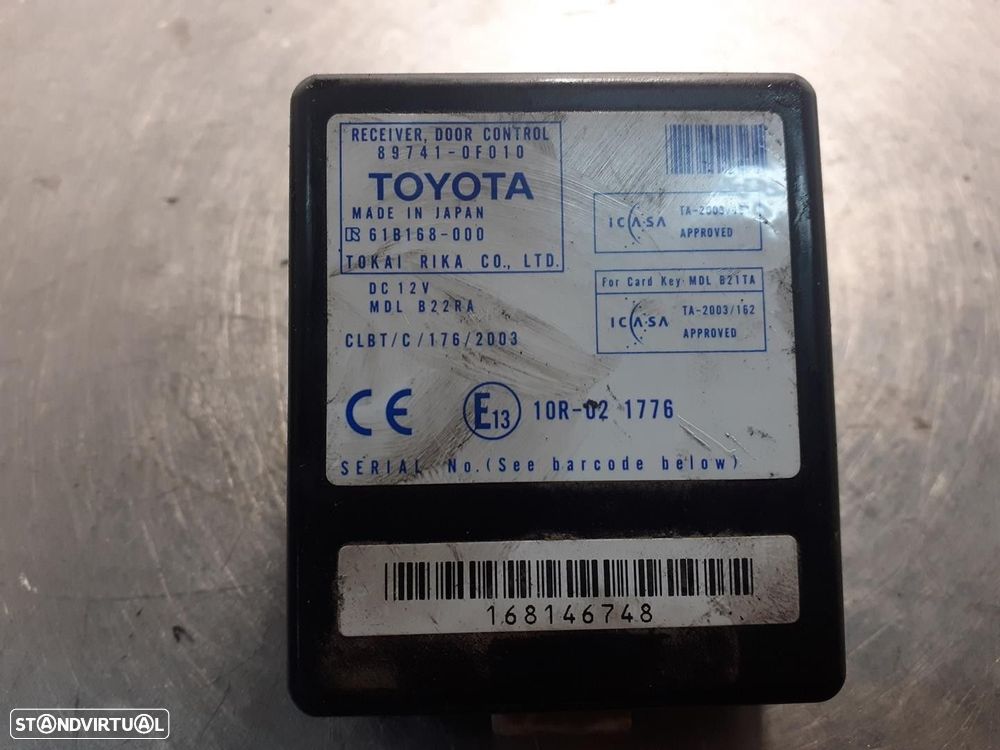 RECEIVER, DOOR CONTROL
89741-0F010
TOYOTA
MADE IN JAPAN
R 61B168-000
TOKAI RIKA CO., LTD.
DC 12V
MDL B22RA
CLBT/C/176/2003
ICASA
APPROVED
For Card Key: MDL B21TA
ICASA TA-2003/162
APPROVED
CE E13 10R-02 1776
SERIAL No. (See barcode below)
168146748
STANDVIRTUAL